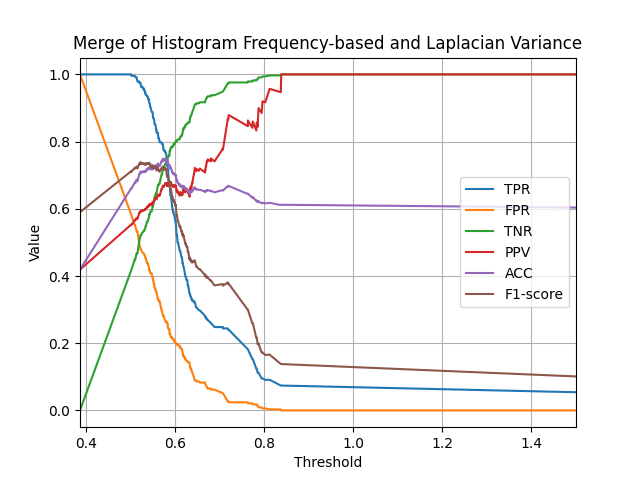 Merge of Histogram Frequency-based and Laplacian Variance
1.0
0.8
0.6
0.4
0.2
0.0
Value
TPR
FPR
TNR
PPV
ACC
F1-score
0.4 0.6 0.8 1.0 1.2 1.4
Threshold